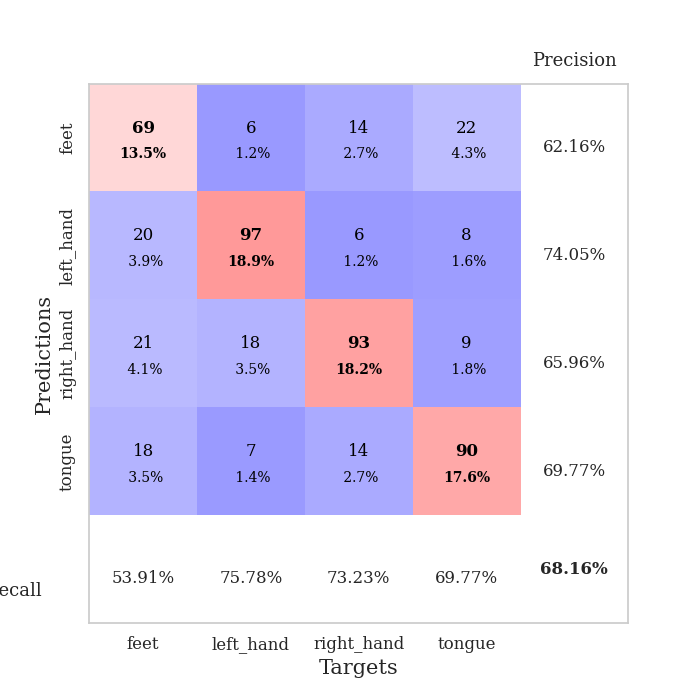 Precision
feet 69 6 14 22 62.16%
13.5% 1.2% 2.7% 4.3%
left_hand 20 97 6 8 74.05%
3.9% 18.9% 1.2% 1.6%
Predictions
right_hand 21 18 93 9 65.96%
4.1% 3.5% 18.2% 1.8%
tongue 18 7 14 90 69.77%
3.5% 1.4% 2.7% 17.6%
ecall 53.91% 75.78% 73.23% 69.77% 68.16%
feet left_hand right_hand tongue
Targets